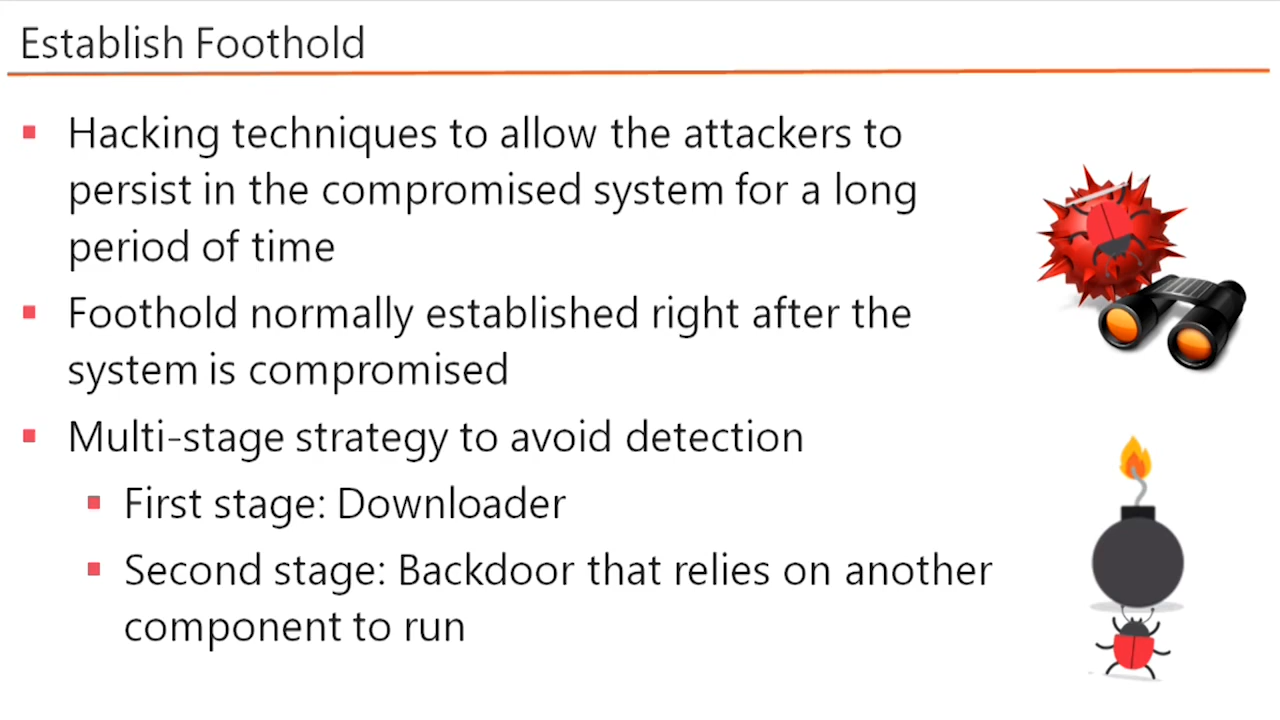 Establish Foothold
Hacking techniques to allow the attackers to
persist in the compromised system for a long
period of time
Foothold normally established right after the
system is compromised
Multi-stage strategy to avoid detection
First stage: Downloader
Second stage: Backdoor that relies on another
component to run